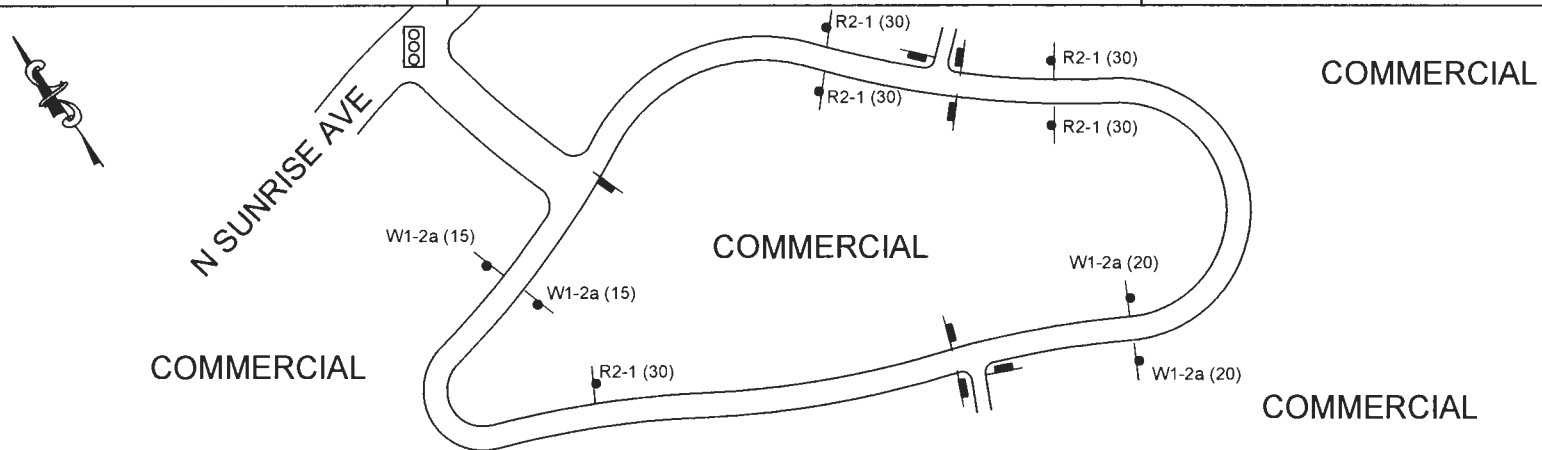 R2-1 (30)
R2-1 (30)
COMMERCIAL
R2-1 (30)
R2-1 (30)
N SUNRISE AVE
W1-2a (15)
COMMERCIAL
W1-2a (20)
W1-2a (15)
COMMERCIAL
R2-1 (30)
W1-2a (20)
COMMERCIAL